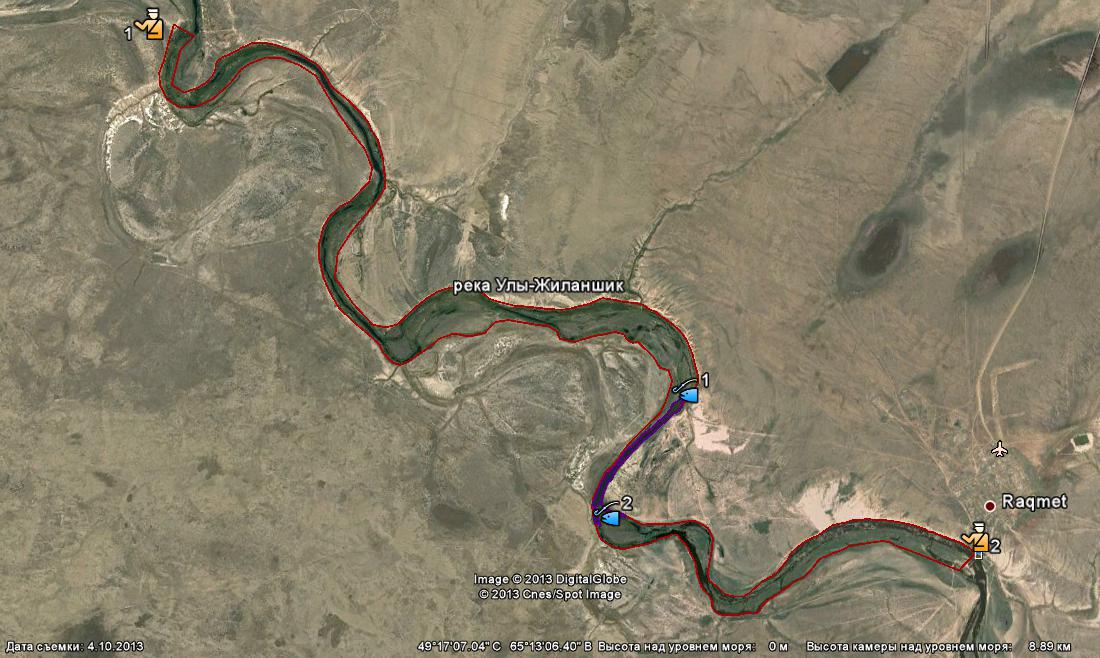 1
река Улы-Жиланшик
1
2
Raqmet
2
Image © 2013 DigitalGlobe
© 2013 Cnes/Spot Image
Дата съемки: 4.10.2013 49°17'07.04" С 65°13'06.40" В Высота над уровнем моря: 0 м Высота камеры над уровнем моря: 8.89 км